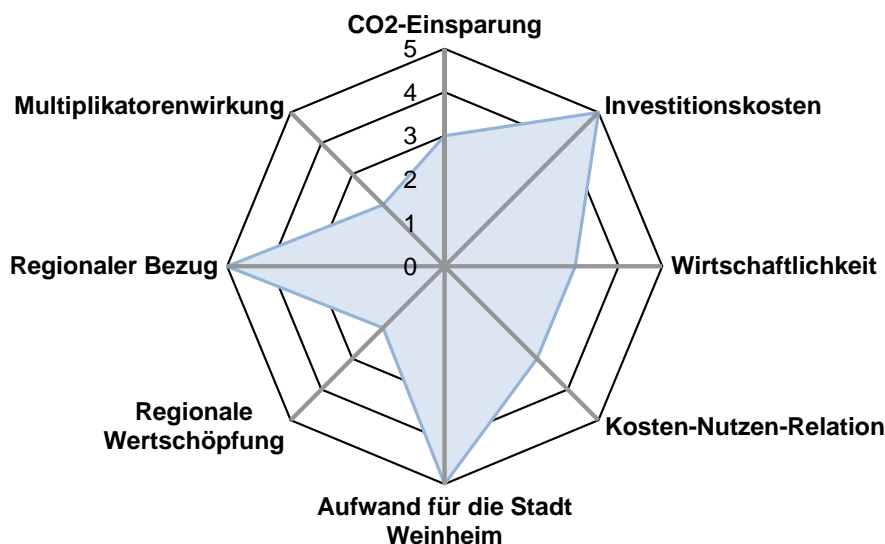 CO2-Einsparung
5
4
3
2
1
0
Investitionskosten
Wirtschaftlichkeit
Kosten-Nutzen-Relation
Aufwand für die Stadt
Weinheim
Regionale
Wertschöpfung
Regionaler Bezug
Multiplikatorenwirkung